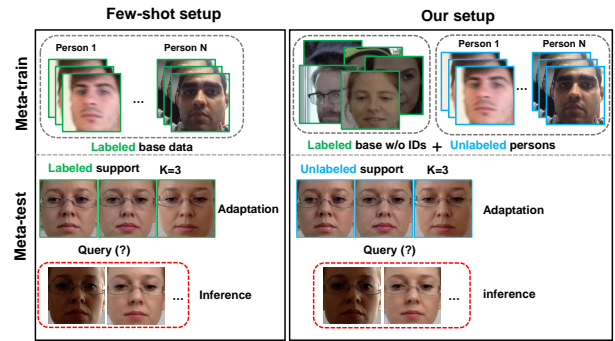 Few-shot setup
Our setup
Meta-train
Person 1
Person N
...
Labeled base data
Person 1
Person N
...
Labeled base w/o IDs + Unlabeled persons
Meta-test
Labeled support K=3
Adaptation
Query (?)
... Inference
Unlabeled support K=3
Adaptation
Query (?)
... inference